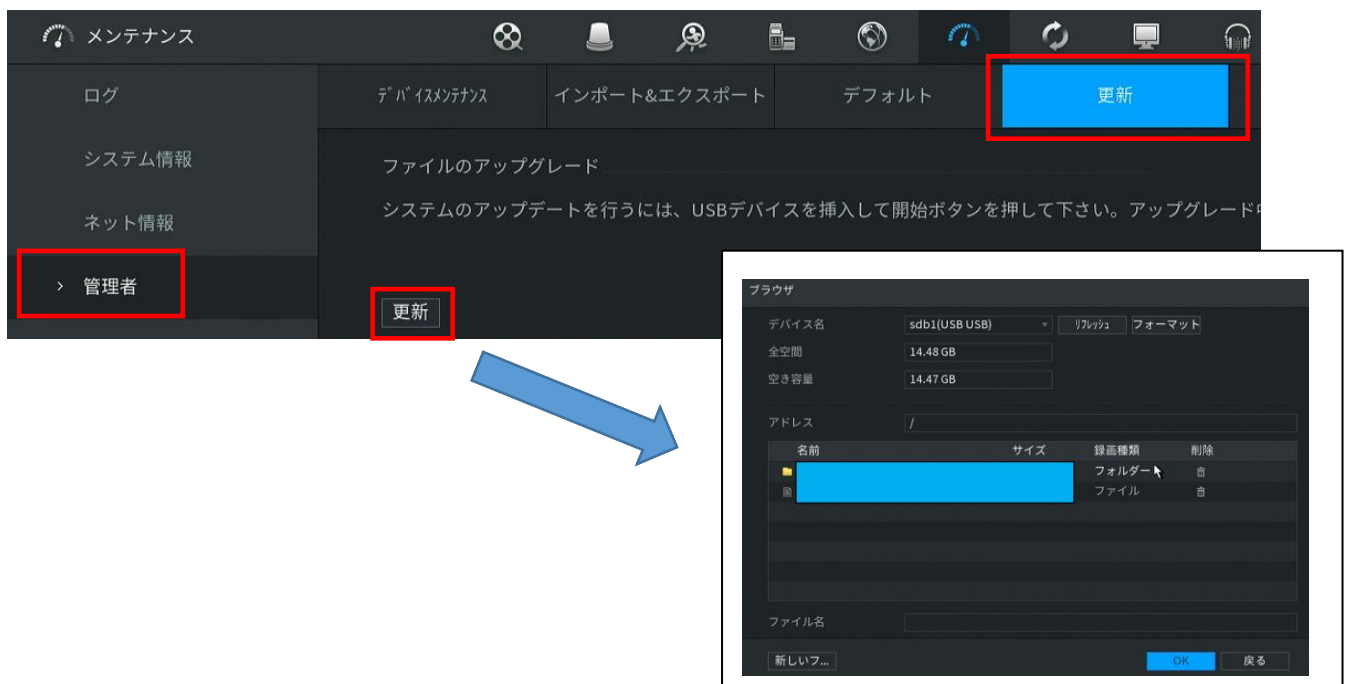 メンテナンス
ログ
デバイスメンテナンス
インポート&エクスポート
デフォルト
更新
システム情報
ファイルのアップグレード
ネット情報
システムのアップデートを行うには、USBデバイスを挿入して開始ボタンを押して下さい。アップグレード
> 管理者
更新
ブラウザ
デバイス名 sdb1(USB USB) リフレッシュ フォーマット
全空間 14.48 GB
空き容量 14.47 GB
アドレス /
名前 サイズ 録画種類 削除
フォルダー
ファイル
ファイル名
新しいフ... OK 戻る